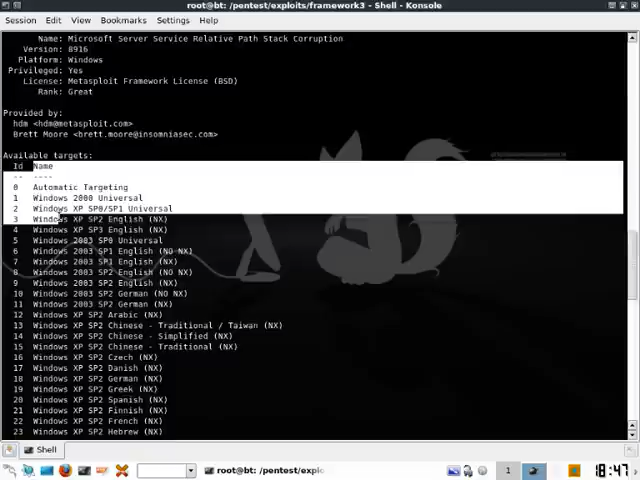 root@bt: /pentest/exploits/framework3 - Shell - Konsole
Session Edit View Bookmarks Settings Help
Name: Microsoft Server Service Relative Path Stack Corruption
Version: 8916
Platform: Windows
Privileged: Yes
License: Metasploit Framework License (BSD)
Rank: Great
Provided by:
hdm <hdm@metasploit.com>
Brett Moore <brett.moore@insomniasec.com>
Available targets:
Id Name
-- ----
0 Automatic Targeting
1 Windows 2000 Universal
2 Windows XP SP0/SP1 Universal
3 Windows XP SP2 English (NX)
4 Windows XP SP3 English (NX)
5 Windows 2003 SP0 Universal
6 Windows 2003 SP1 English (NO NX)
7 Windows 2003 SP1 English (NX)
8 Windows 2003 SP2 English (NO NX)
9 Windows 2003 SP2 English (NX)
10 Windows 2003 SP2 German (NO NX)
11 Windows 2003 SP2 German (NX)
12 Windows XP SP2 Arabic (NX)
13 Windows XP SP2 Chinese - Traditional / Taiwan (NX)
14 Windows XP SP2 Chinese - Simplified (NX)
15 Windows XP SP2 Chinese - Traditional (NX)
16 Windows XP SP2 Czech (NX)
17 Windows XP SP2 Danish (NX)
18 Windows XP SP2 German (NX)
19 Windows XP SP2 Greek (NX)
20 Windows XP SP2 Spanish (NX)
21 Windows XP SP2 Finnish (NX)
22 Windows XP SP2 French (NX)
23 Windows XP SP2 Hebrew (NX)
Shell
root@bt: /pentest/explo
1
18:47